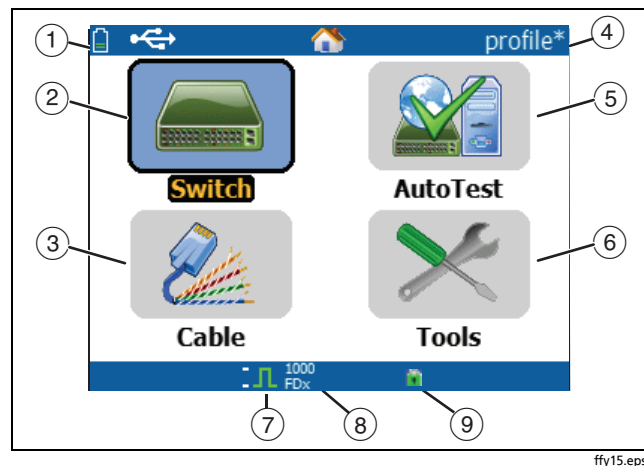 1
profile*
4
2
5
Switch
AutoTest
3
6
Cable
Tools
1000
FDx
7
8
9
ffy15.eps